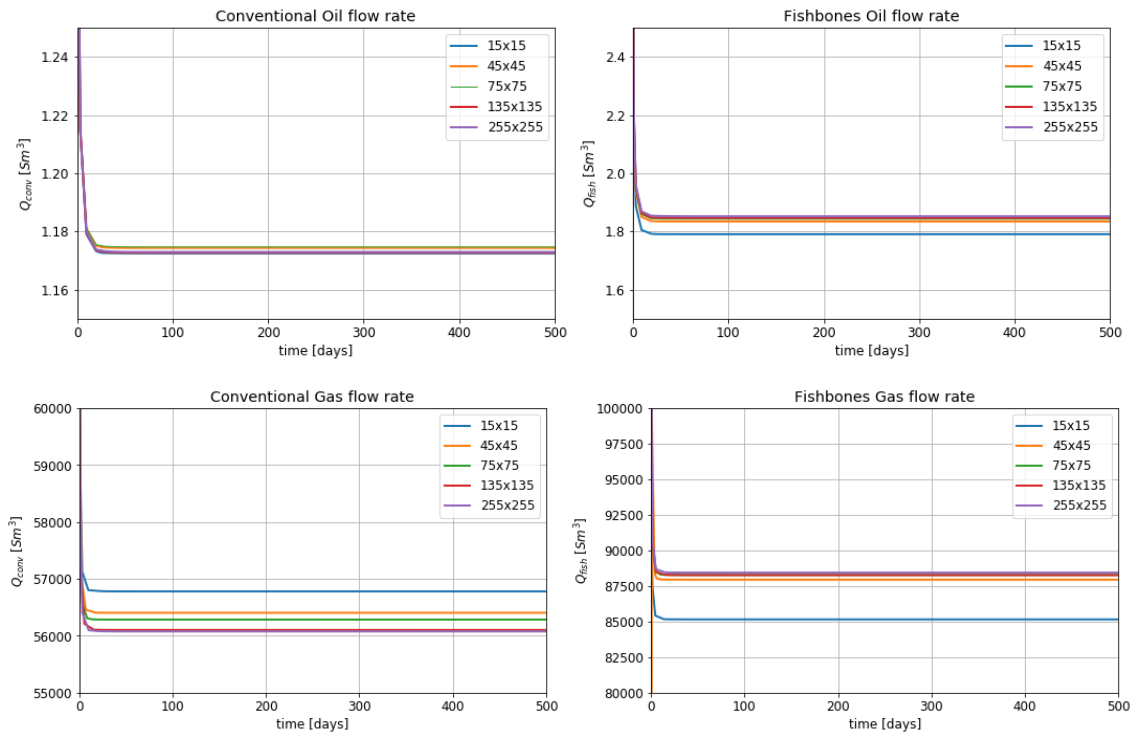 Conventional Oil flow rate
1.24
1.22
1.20
1.18
1.16
Q_conv [Sm^3]
15x15
45x45
75x75
135x135
255x255
0 100 200 300 400 500
time [days]
Fishbones Oil flow rate
2.4
2.2
2.0
1.8
1.6
Q_fish [Sm^3]
15x15
45x45
75x75
135x135
255x255
0 100 200 300 400 500
time [days]
Conventional Gas flow rate
60000
59000
58000
57000
56000
55000
Q_conv [Sm^3]
15x15
45x45
75x75
135x135
255x255
0 100 200 300 400 500
time [days]
Fishbones Gas flow rate
100000
97500
95000
92500
90000
87500
85000
82500
80000
Q_fish [Sm^3]
15x15
45x45
75x75
135x135
255x255
0 100 200 300 400 500
time [days]